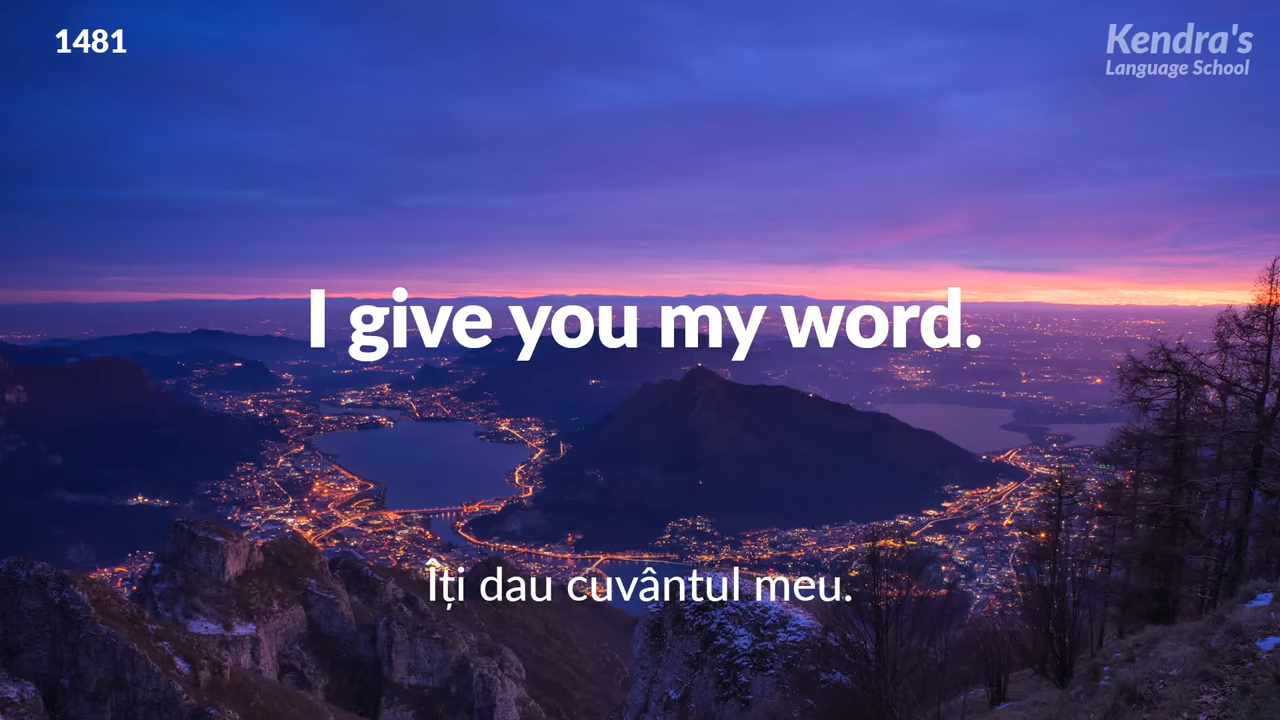 1481
Kendra's
Language School
I give you my word.
Îți dau cuvântul meu.